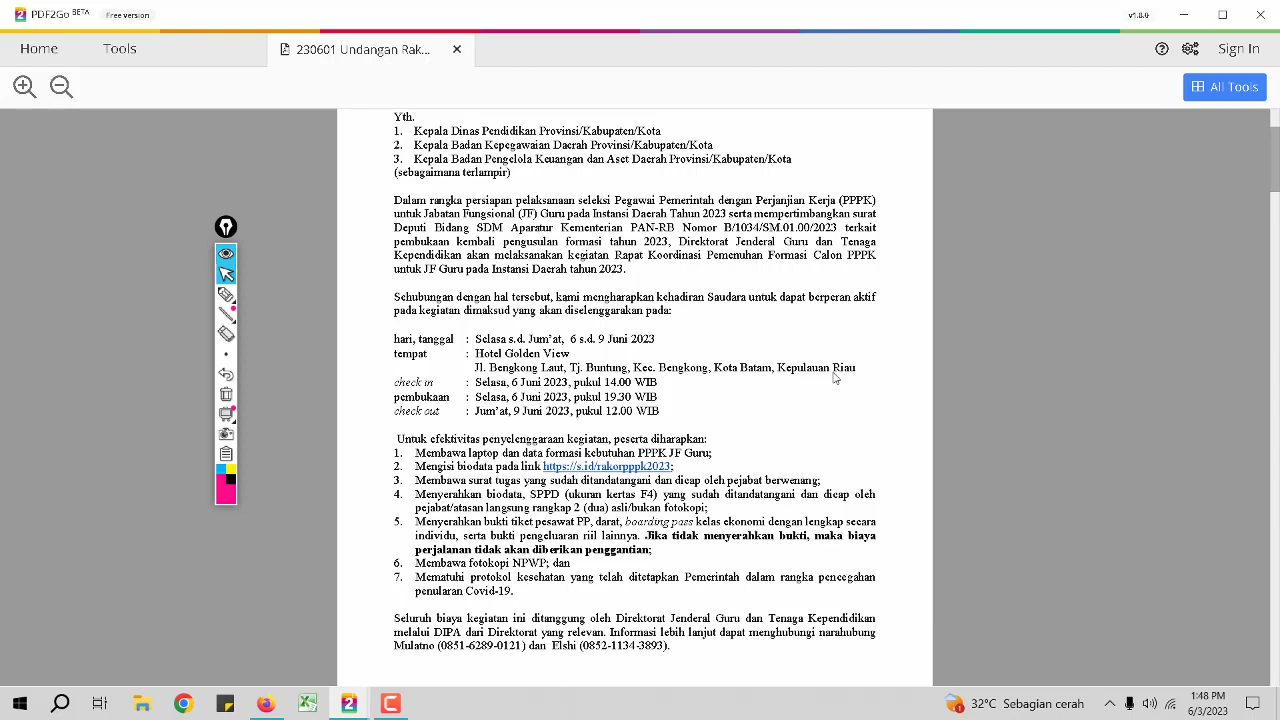 PDF2Go BETA
Free version
v1.8.0
Home
Tools
230601 Undangan Rak...
Sign In
All Tools
Yth.
1. Kepala Dinas Pendidikan Provinsi/Kabupaten/Kota
2. Kepala Badan Kepegawaian Daerah Provinsi/Kabupaten/Kota
3. Kepala Badan Pengelola Keuangan dan Aset Daerah Provinsi/Kabupaten/Kota
(sebagaimana terlampir)
Dalam rangka persiapan pelaksanaan seleksi Pegawai Pemerintah dengan Perjanjian Kerja (PPPK)
untuk Jabatan Fungsional (JF) Guru pada Instansi Daerah Tahun 2023 serta mempertimbangkan surat
Deputi Bidang SDM Aparatur Kementerian PAN-RB Nomor B/1034/SM.01.00/2023 terkait
pembukaan kembali pengusulan formasi tahun 2023, Direktorat Jenderal Guru dan Tenaga
Kependidikan akan melaksanakan kegiatan Rapat Koordinasi Pemenuhan Formasi Calon PPPK
untuk JF Guru pada Instansi Daerah tahun 2023.
Sehubungan dengan hal tersebut, kami mengharapkan kehadiran Saudara untuk dapat berperan aktif
pada kegiatan dimaksud yang akan diselenggarakan pada:
hari, tanggal : Selasa s.d. Jum'at, 6 s.d. 9 Juni 2023
tempat : Hotel Golden View
Jl. Bengkong Laut, Tj. Buntung, Kec. Bengkong, Kota Batam, Kepulauan Riau
check in : Selasa, 6 Juni 2023, pukul 14.00 WIB
pembukaan : Selasa, 6 Juni 2023, pukul 19.30 WIB
check out : Jum'at, 9 Juni 2023, pukul 12.00 WIB
Untuk efektivitas penyelenggaraan kegiatan, peserta diharapkan:
1. Membawa laptop dan data formasi kebutuhan PPPK JF Guru;
2. Mengisi biodata pada link https://s.id/rakorpppk2023;
3. Membawa surat tugas yang sudah ditandatangani dan dicap oleh pejabat berwenang;
4. Menyerahkan biodata, SPPD (ukuran kertas F4) yang sudah ditandatangani dan dicap oleh
pejabat/atasan langsung rangkap 2 (dua) asli/bukan fotokopi;
5. Menyerahkan bukti tiket pesawat PP, darat, boarding pass kelas ekonomi dengan lengkap secara
individu, serta bukti pengeluaran riil lainnya. Jika tidak menyerahkan bukti, maka biaya
perjalanan tidak akan diberikan penggantian;
6. Membawa fotokopi NPWP; dan
7. Mematuhi protokol kesehatan yang telah ditetapkan Pemerintah dalam rangka pencegahan
penularan Covid-19.
Seluruh biaya kegiatan ini ditanggung oleh Direktorat Jenderal Guru dan Tenaga Kependidikan
melalui DIPA dari Direktorat yang relevan. Informasi lebih lanjut dapat menghubungi narahubung
Mulatno (0851-6289-0121) dan Elshi (0852-1134-3893).
32°C Sebagian cerah
1:48 PM
6/3/2023